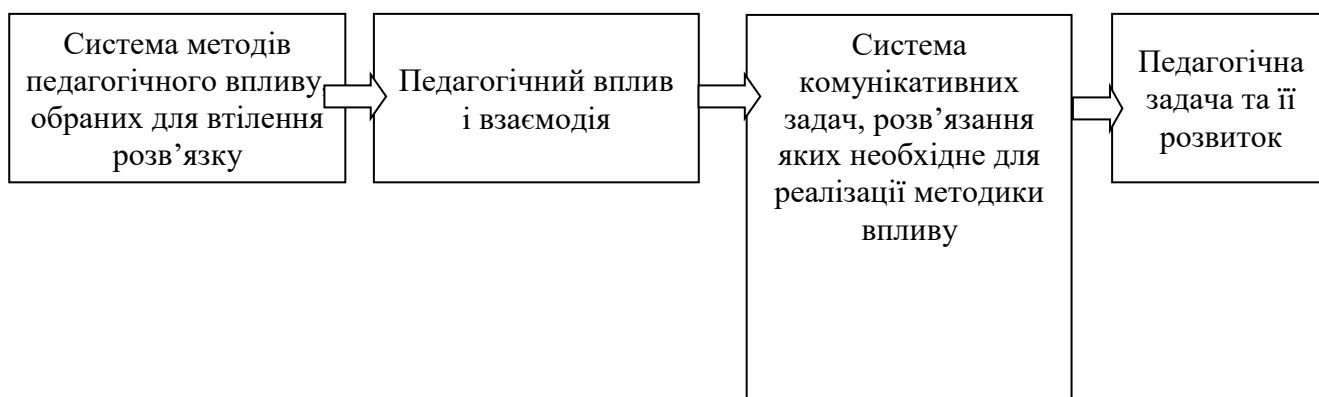 Система методів
педагогічного впливу,
обраних для втілення
розв’язку
Педагогічний вплив
і взаємодія
Система
комунікативних
задач, розв’язання
яких необхідне для
реалізації методики
впливу
Педагогічна
задача та її
розвиток